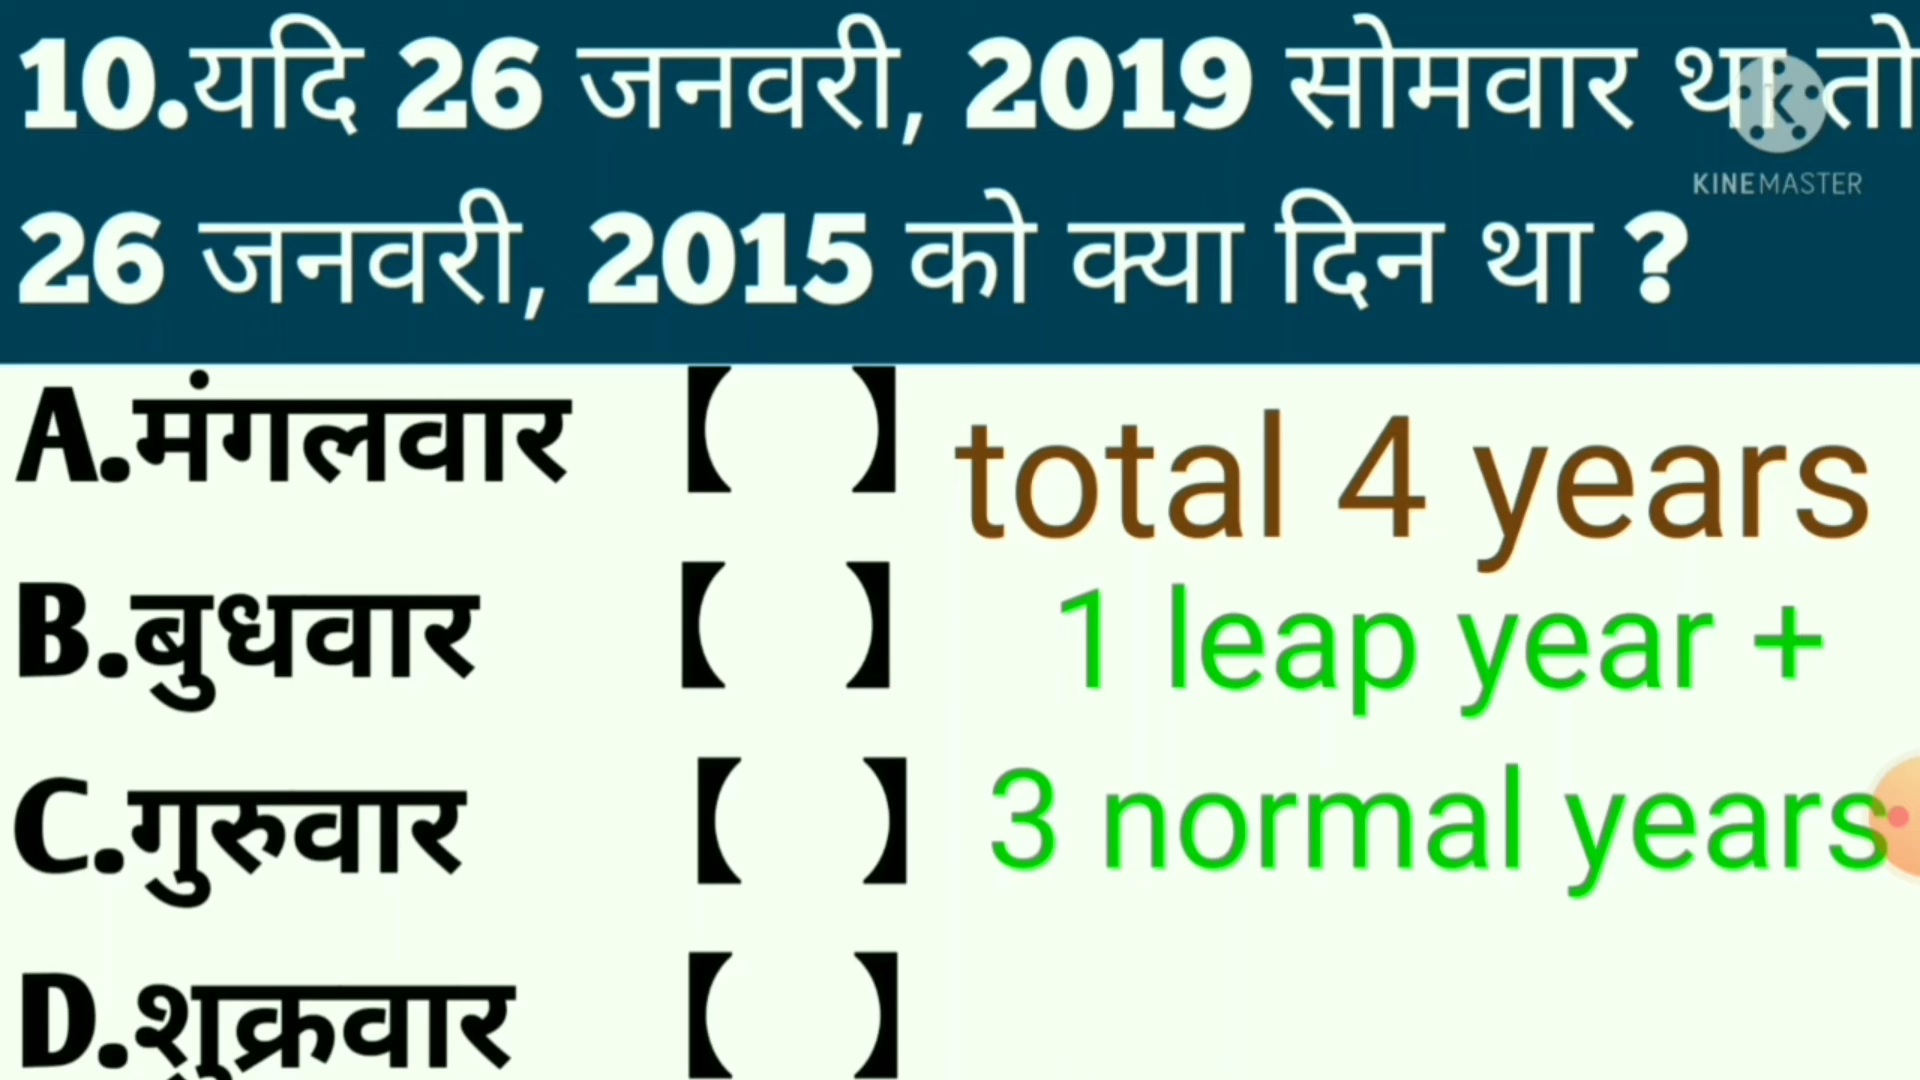 10.यदि 26 जनवरी, 2019 सोमवार था तो
KINEMASTER
26 जनवरी, 2015 को क्या दिन था ?
A.मंगलवार 【 】
total 4 years
B.बुधवार 【 】
1 leap year +
C.गुरुवार 【 】
3 normal years
D.शुक्रवार 【 】